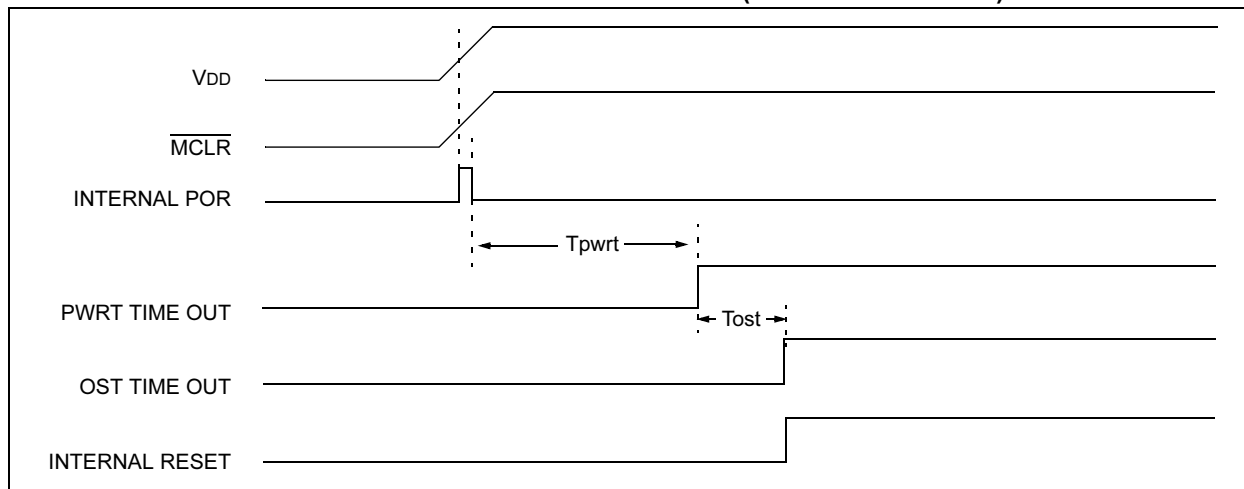 (
)
VDD
MCLR
INTERNAL POR
Tpwrt
PWRT TIME OUT
Tost
OST TIME OUT
INTERNAL RESET